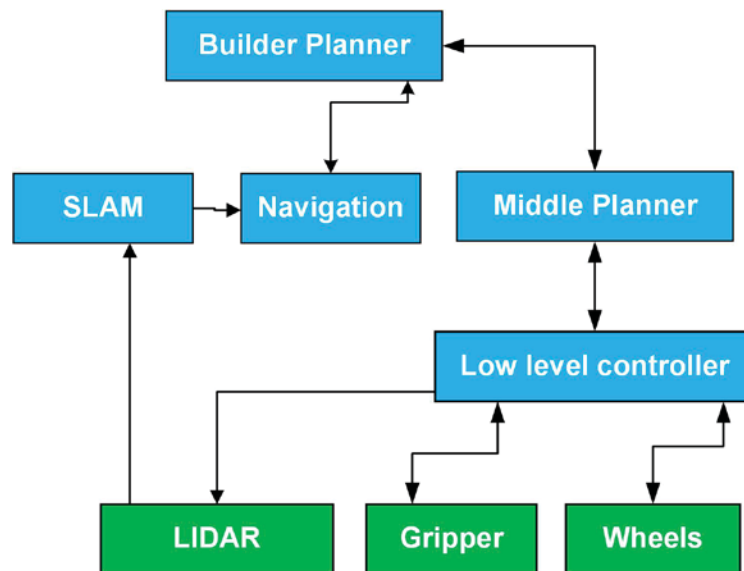 Builder Planner
SLAM
Navigation
Middle Planner
Low level controller
LIDAR
Gripper
Wheels